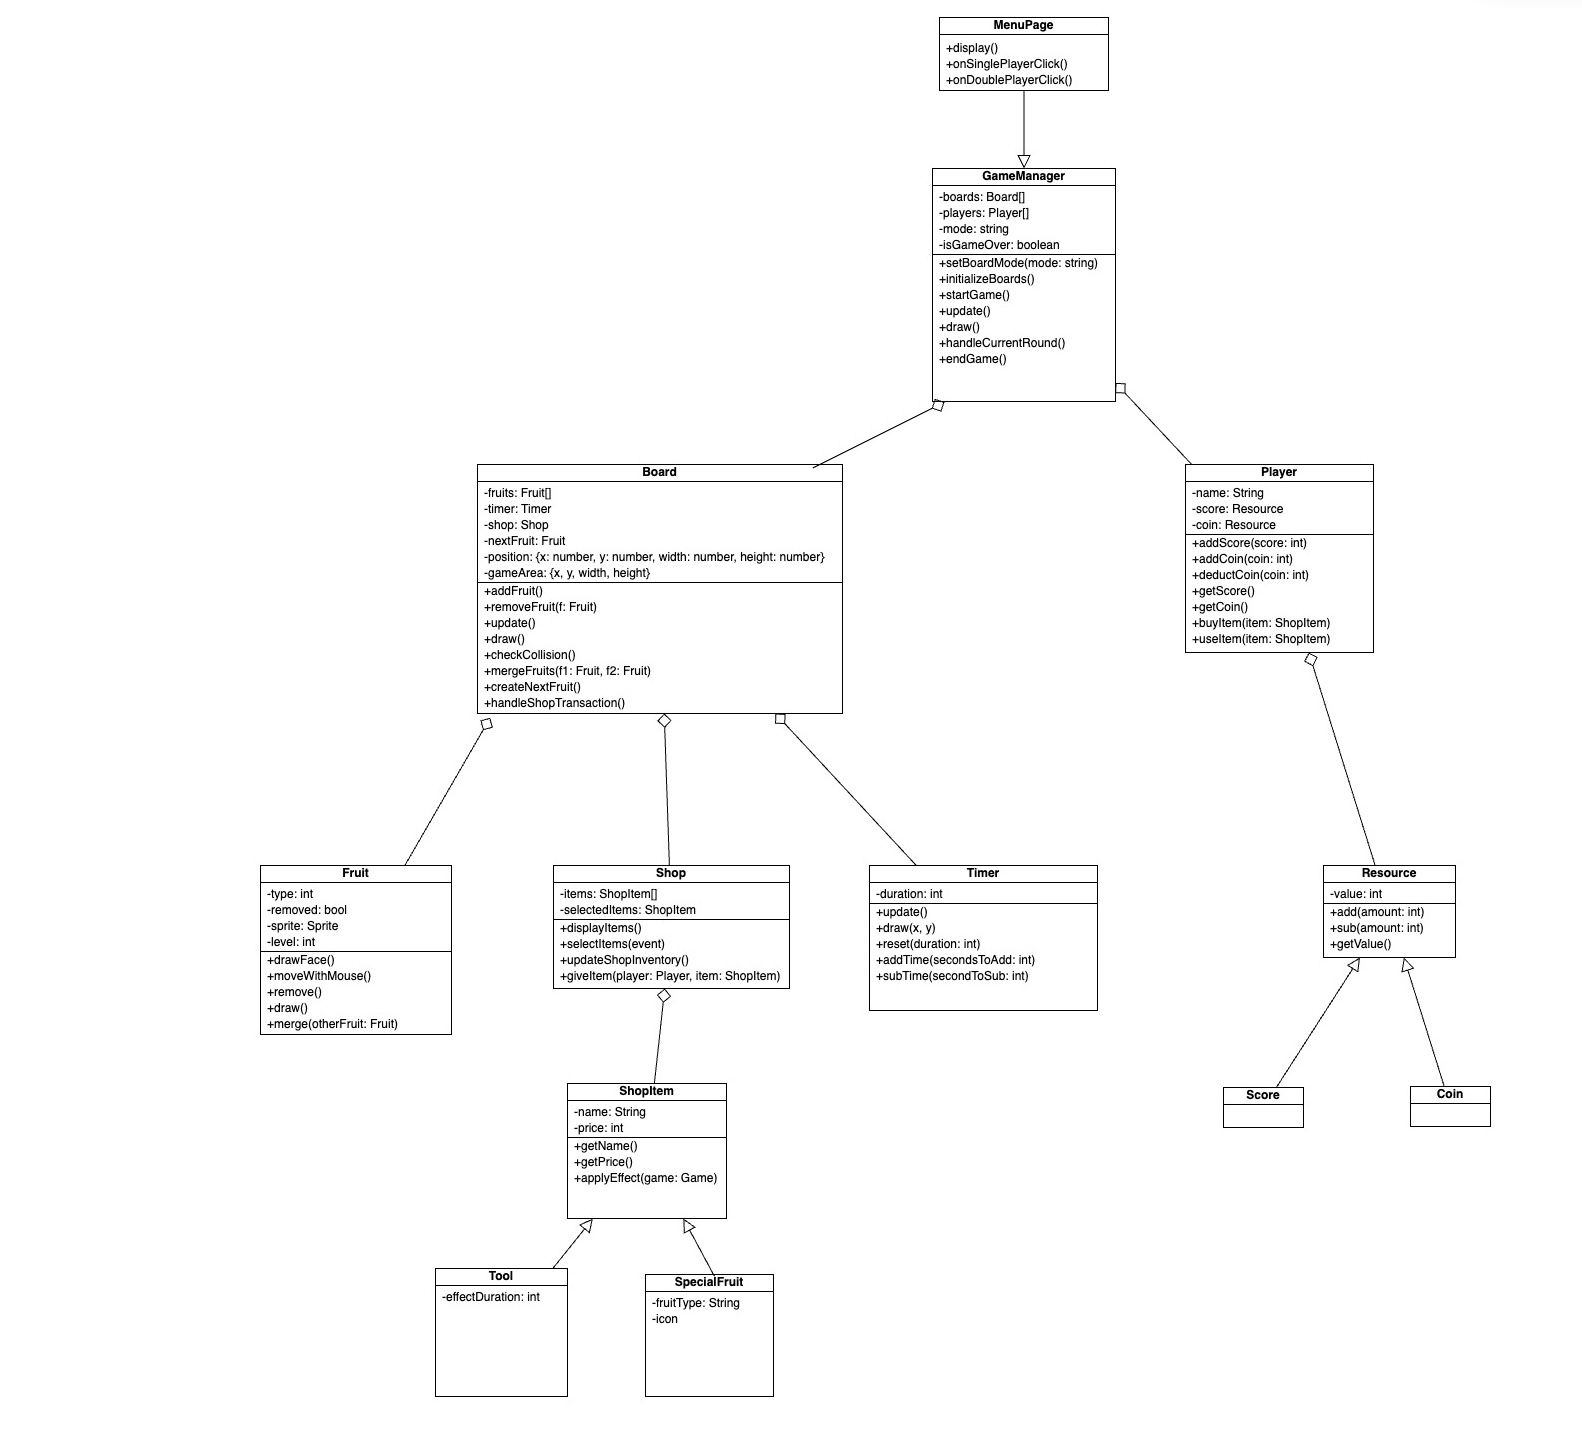 MenuPage
+display()
+onSinglePlayerClick()
+onDoublePlayerClick()
GameManager
-boards: Board[]
-players: Player[]
-mode: string
-isGameOver: boolean
+setBoardMode(mode: string)
+initializeBoards()
+startGame()
+update()
+draw()
+handleCurrentRound()
+endGame()
Board
-fruits: Fruit[]
-timer: Timer
-shop: Shop
-nextFruit: Fruit
-position: {x: number, y: number, width: number, height: number}
-gameArea: {x, y, width, height}
+addFruit()
+removeFruit(f: Fruit)
+update()
+draw()
+checkCollision()
+mergeFruits(f1: Fruit, f2: Fruit)
+createNextFruit()
+handleShopTransaction()
Player
-name: String
-score: Resource
-coin: Resource
+addScore(score: int)
+addCoin(coin: int)
+deductCoin(coin: int)
+getScore()
+getCoin()
+buyItem(item: ShopItem)
+useItem(item: ShopItem)
Fruit
-type: int
-removed: bool
-sprite: Sprite
-level: int
+drawFace()
+moveWithMouse()
+remove()
+draw()
+merge(otherFruit: Fruit)
Shop
-items: ShopItem[]
-selectedItems: ShopItem
+displayItems()
+selectItems(event)
+updateShopInventory()
+giveItem(player: Player, item: ShopItem)
Timer
-duration: int
+update()
+draw(x, y)
+reset(duration: int)
+addTime(secondsToAdd: int)
+subTime(secondToSub: int)
Resource
-value: int
+add(amount: int)
+sub(amount: int)
+getValue()
ShopItem
-name: String
-price: int
+getName()
+getPrice()
+applyEffect(game: Game)
Score
Coin
Tool
-effectDuration: int
SpecialFruit
-fruitType: String
-icon